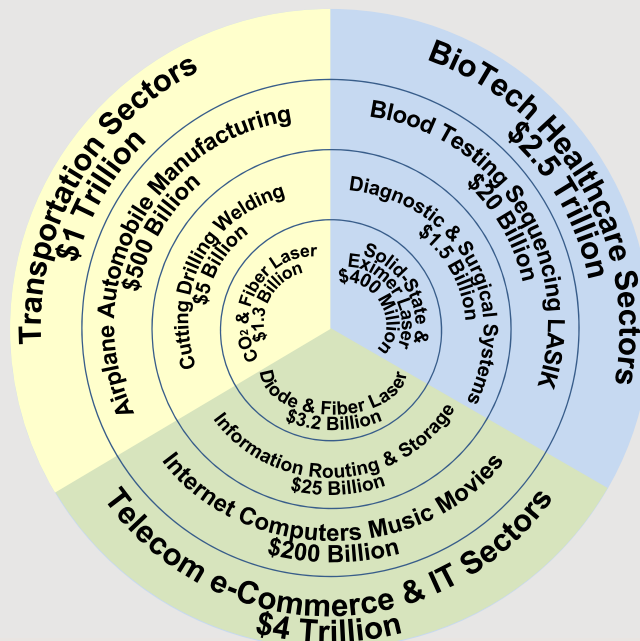 Transportation Sectors
$1 Trillion
Airplane Automobile Manufacturing
$500 Billion
Cutting Drilling Welding
$5 Billion
CO₂ & Fiber Laser
$1.3 Billion
BioTech Healthcare Sectors
$2.5 Trillion
Blood Testing Sequencing LASIK
$20 Billion
Diagnostic & Surgical Systems
$1.5 Billion
Solid-State &
Eximer Laser
$400 Million
Diode & Fiber Laser
$3.2 Billion
Information Routing & Storage
$25 Billion
Internet Computers Music Movies
$200 Billion
Telecom e-Commerce & IT Sectors
$4 Trillion